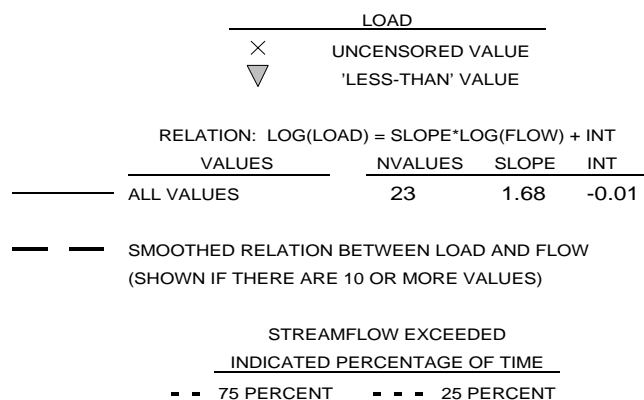 LOAD
UNCENSORED VALUE
'LESS-THAN' VALUE
RELATION: LOG(LOAD) = SLOPE*LOG(FLOW) + INT
VALUES NVALUES SLOPE INT
ALL VALUES 23 1.68 -0.01
SMOOTHED RELATION BETWEEN LOAD AND FLOW
(SHOWN IF THERE ARE 10 OR MORE VALUES)
STREAMFLOW EXCEEDED
INDICATED PERCENTAGE OF TIME
75 PERCENT 25 PERCENT